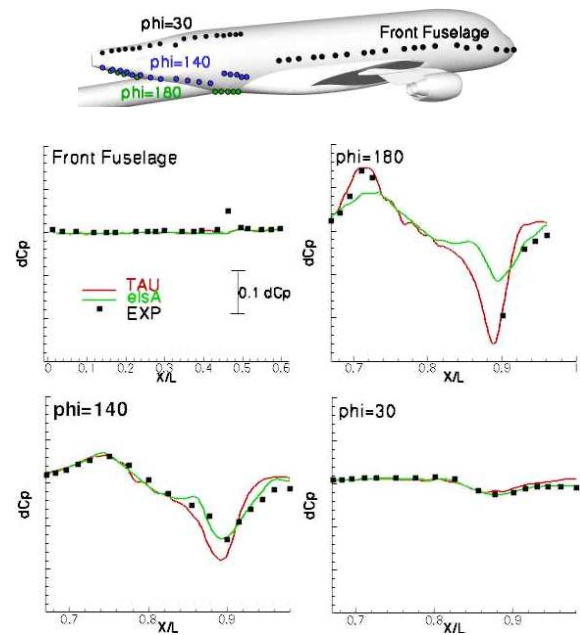 phi=30
Front Fuselage
phi=140
phi=180
Front Fuselage
dCp
TAU
elsA
EXP
0.1 dCp
0 0.1 0.2 0.3 0.4 0.5 0.6
X/L
phi=180
dCp
0.7 0.8 0.9 1
X/L
phi=140
dCp
0.7 0.8 0.9
X/L
phi=30
dCp
0.7 0.8 0.9
X/L